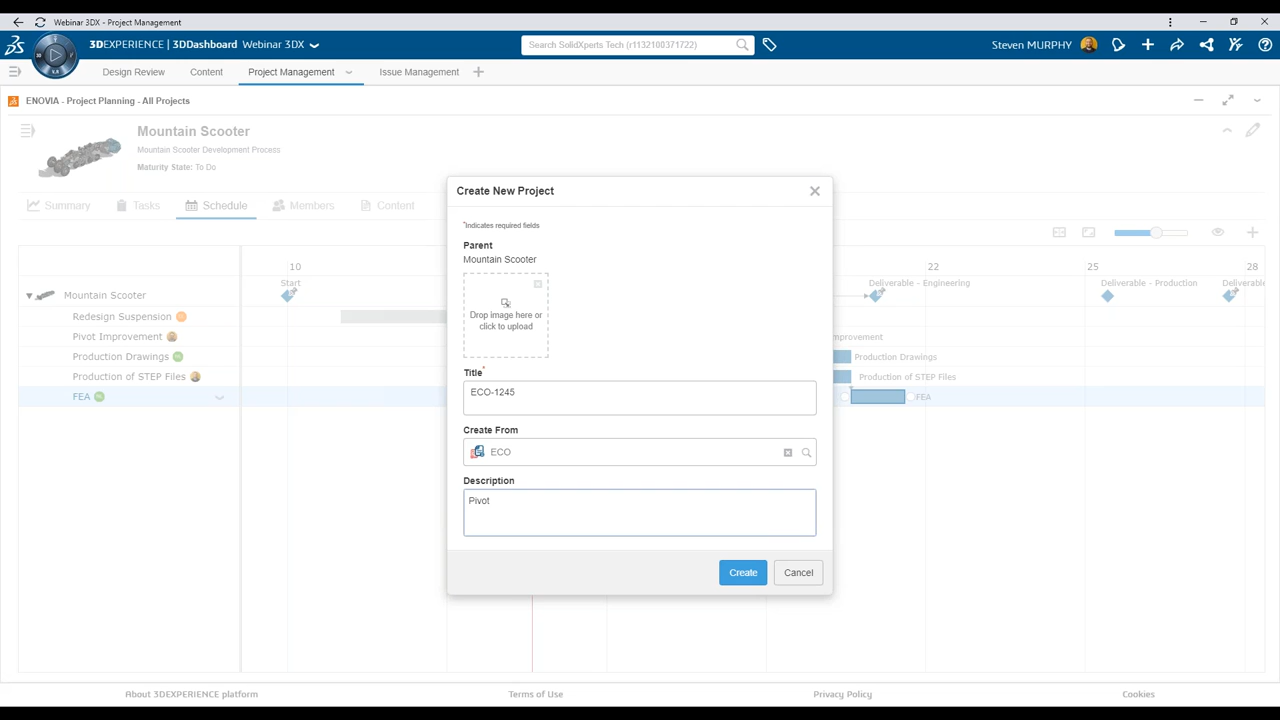 Webinar 3DX - Project Management
3DEXPERIENCE | 3DDashboard Webinar 3DX
Search SolidXperts Tech (r1132100371722)
Steven MURPHY
Design Review
Content
Project Management
Issue Management
ENOVIA - Project Planning - All Projects
Mountain Scooter
Mountain Scooter Development Process
Maturity State: To Do
Summary
Tasks
Schedule
Members
Content
10
22
25
28
Start
Deliverable - Engineering
Deliverable - Production
Deliverable
Mountain Scooter
Redesign Suspension
Pivot Improvement
Production Drawings
Production of STEP Files
FEA
mprovement
Production Drawings
Production of STEP Files
FEA
Create New Project
*Indicates required fields
Parent
Mountain Scooter
Drop image here or
click to upload
Title*
ECO-1245
Create From
ECO
Description
Pivot
Create
Cancel
About 3DEXPERIENCE platform
Terms of Use
Privacy Policy
Cookies